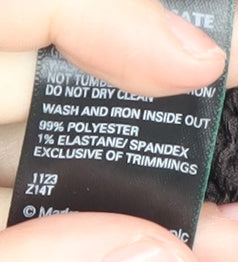 NOT TUMB
DO NOT DRY CLEAN
WASH AND IRON INSIDE OUT
99% POLYESTER
1% ELASTANE/ SPANDEX
EXCLUSIVE OF TRIMMINGS
1123
Z14T
©